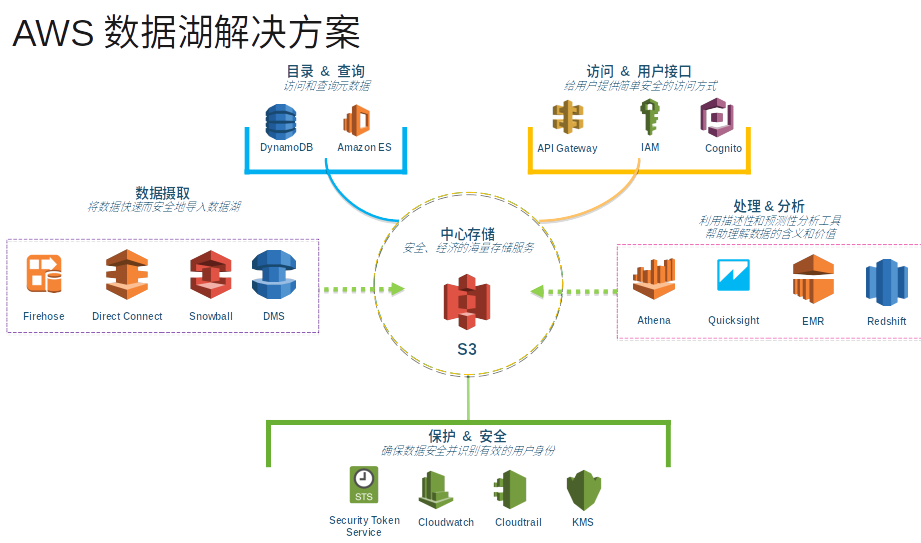 AWS 数据湖解决方案
目录 & 查询
访问和查询元数据
DynamoDB
Amazon ES
访问 & 用户接口
给用户提供简单安全的访问方式
API Gateway
IAM
Cognito
数据摄取
将数据快速而安全地导入数据湖
Firehose
Direct Connect
Snowball
DMS
中心存储
安全、经济的海量存储服务
S3
处理 & 分析
利用描述性和预测性分析工具
帮助理解数据的含义和价值
Athena
Quicksight
EMR
Redshift
保护 & 安全
确保数据安全并识别有效的用户身份
STS
Security Token
Service
Cloudwatch
Cloudtrail
KMS